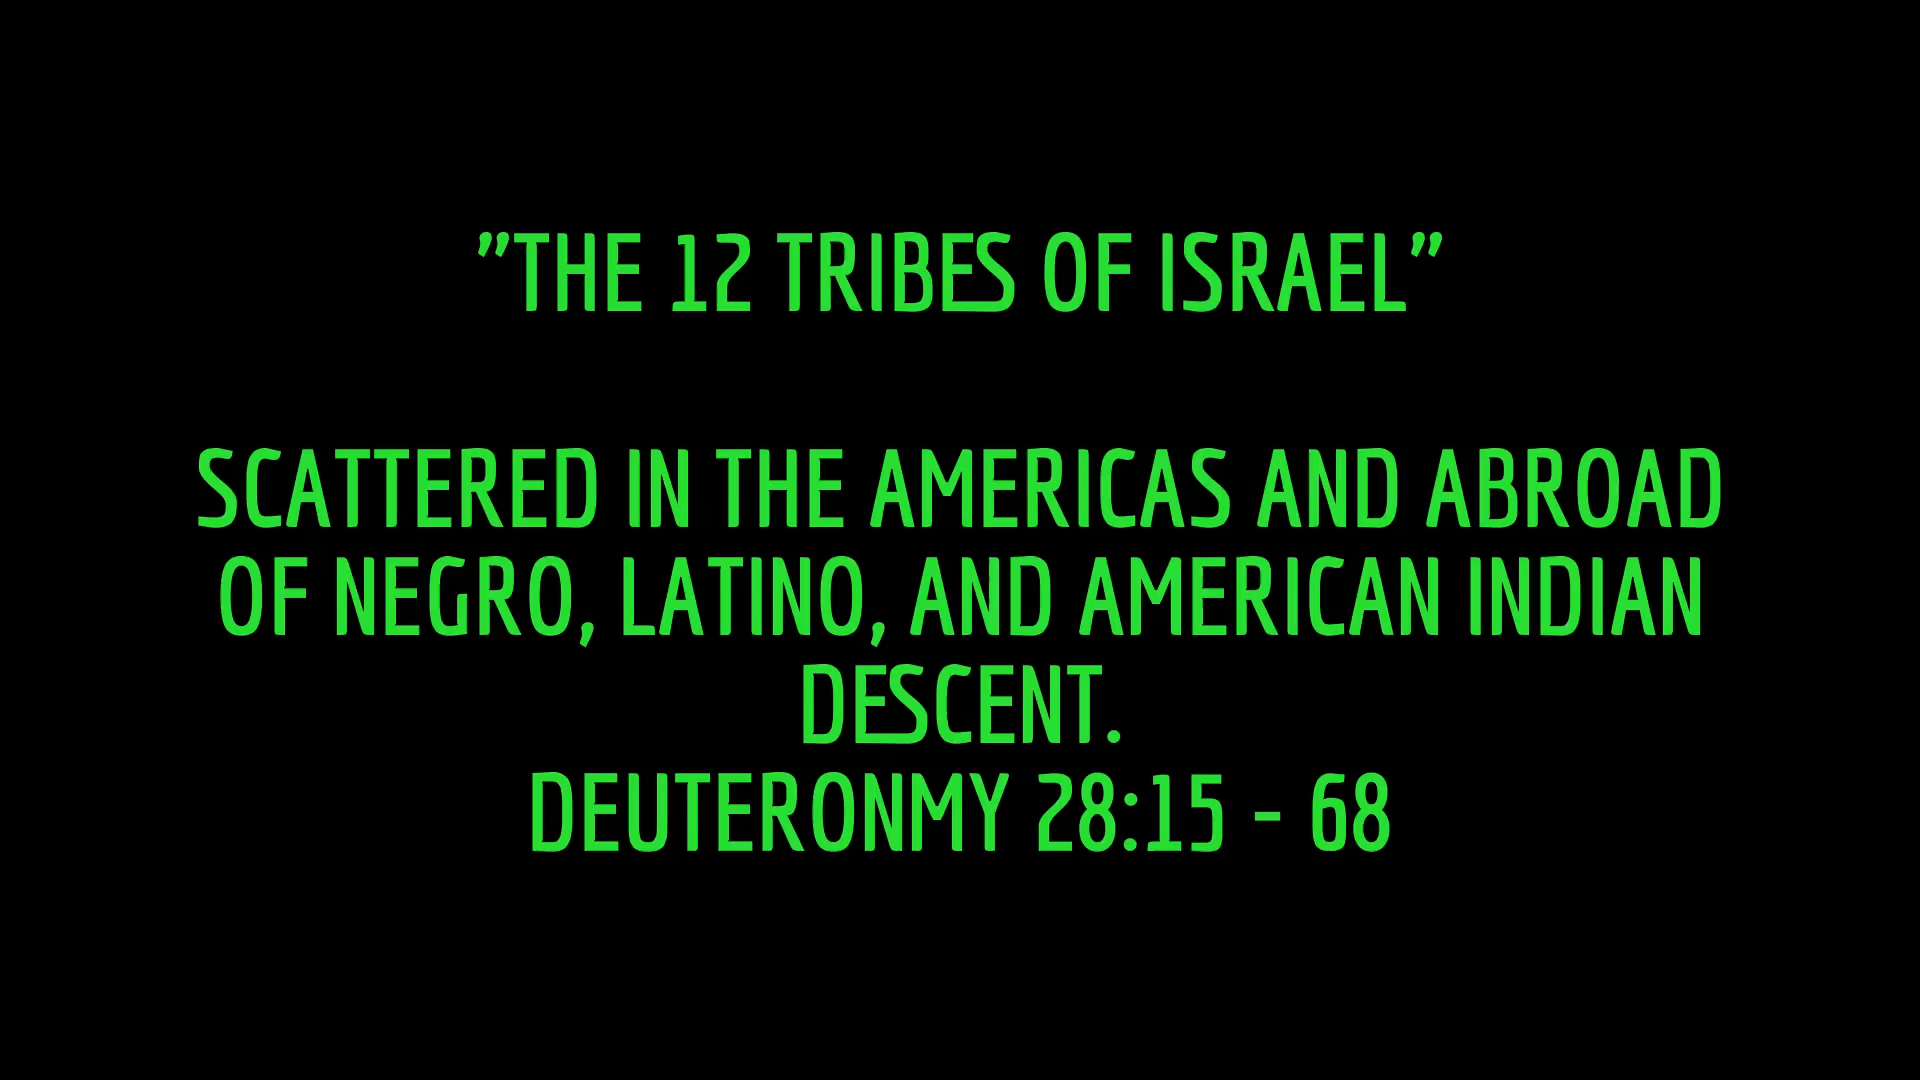 "THE 12 TRIBES OF ISRAEL"
SCATTERED IN THE AMERICAS AND ABROAD
OF NEGRO, LATINO, AND AMERICAN INDIAN
DESCENT.
DEUTERONMY 28:15 - 68